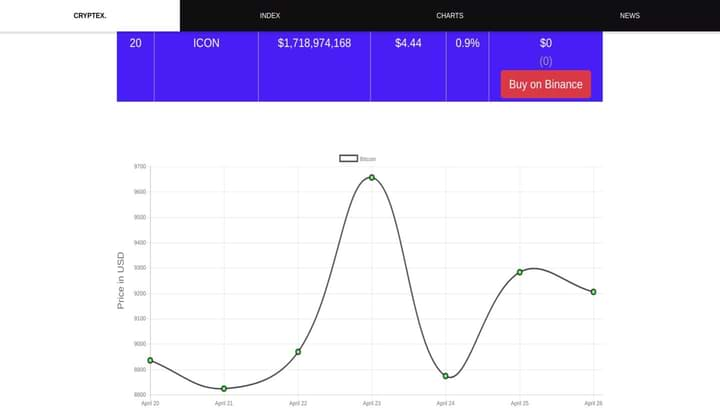 CRYPTEX. INDEX CHARTS NEWS
20 ICON $1,718,974,168 $4.44 0.9% $0
(0)
Buy on Binance
Bitcoin
Price in USD
9700
9600
9500
9400
9300
9200
9100
9000
8900
8800
April 20 April 21 April 22 April 23 April 24 April 25 April 26